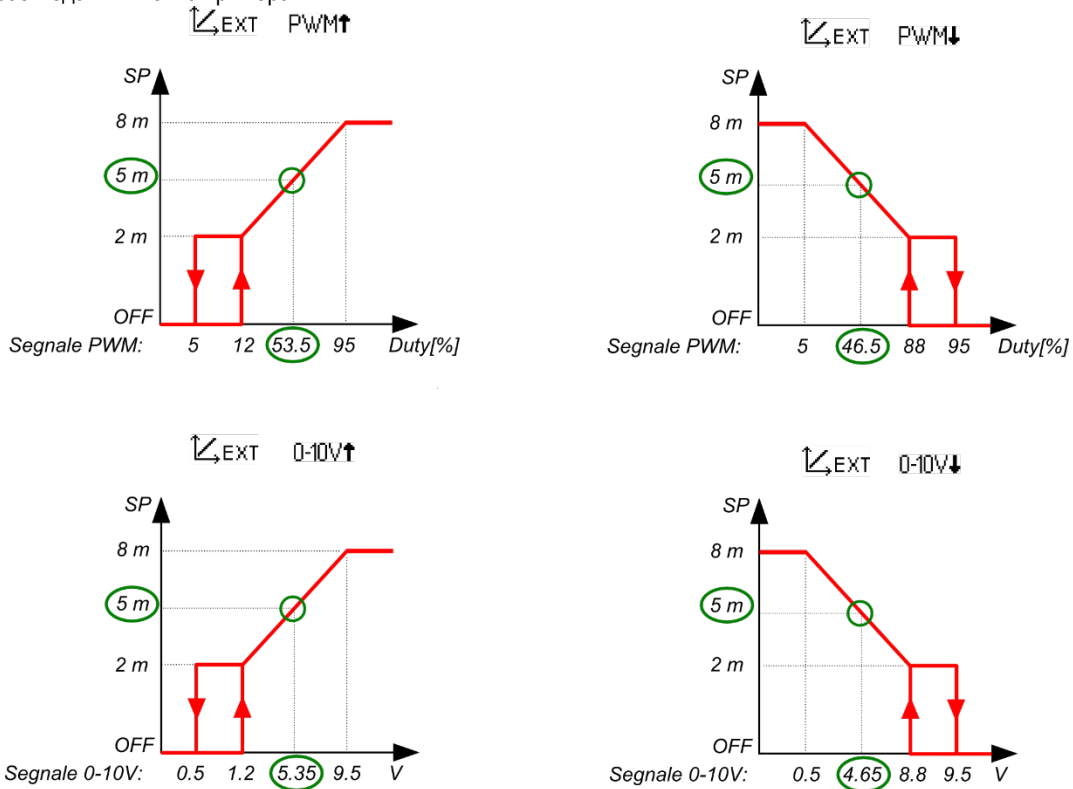 EXT PWM↑
SP
8 m
5 m
2 m
OFF
Segnale PWM: 5 12 53.5 95 Duty[%]
EXT PWM↓
SP
8 m
5 m
2 m
OFF
Segnale PWM: 5 46.5 88 95 Duty[%]
EXT 0-10V↑
SP
8 m
5 m
2 m
OFF
Segnale 0-10V: 0.5 1.2 5.35 9.5 V
EXT 0-10V↓
SP
8 m
5 m
2 m
OFF
Segnale 0-10V: 0.5 4.65 8.8 9.5 V